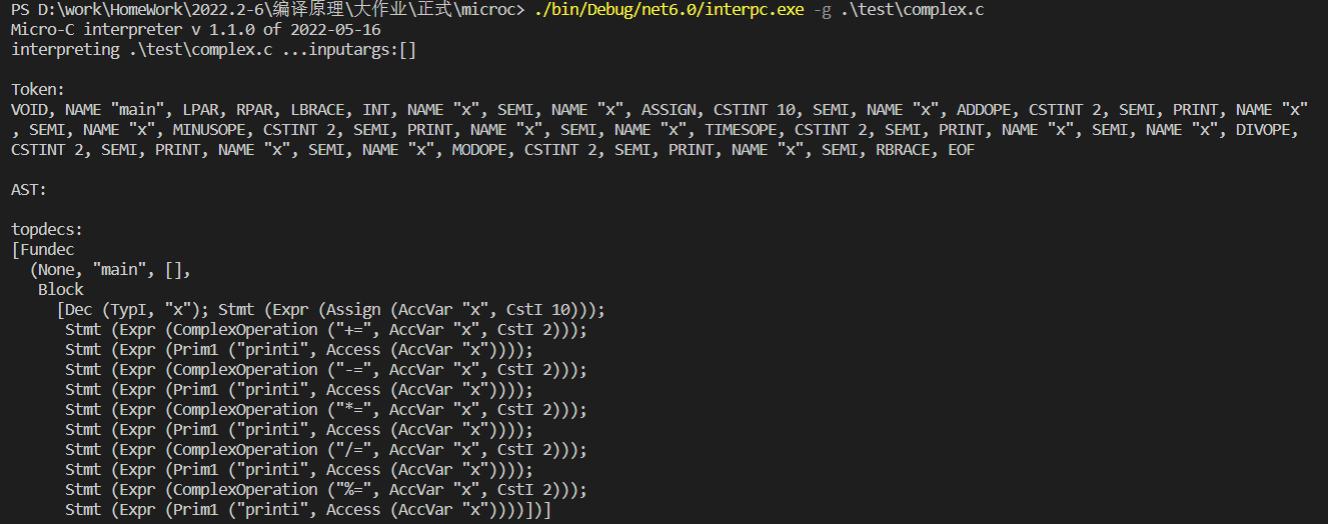 PS D:\work\HomeWork\2022.2-6\编译原理\大作业\正式\microc> ./bin/Debug/net6.0/interpc.exe -g .\test\complex.c
Micro-C interpreter v 1.1.0 of 2022-05-16
interpreting .\test\complex.c ...inputargs:[]
Token:
VOID, NAME "main", LPAR, RPAR, LBRACE, INT, NAME "x", SEMI, NAME "x", ASSIGN, CSTINT 10, SEMI, NAME "x", ADDOPE, CSTINT 2, SEMI, PRINT, NAME "x"
, SEMI, NAME "x", MINUSOPE, CSTINT 2, SEMI, PRINT, NAME "x", SEMI, NAME "x", TIMESOPE, CSTINT 2, SEMI, PRINT, NAME "x", SEMI, NAME "x", DIVOPE,
CSTINT 2, SEMI, PRINT, NAME "x", SEMI, NAME "x", MODOPE, CSTINT 2, SEMI, PRINT, NAME "x", SEMI, RBRACE, EOF
AST:
topdecs:
[Fundec
(None, "main", [],
Block
[Dec (TypI, "x"); Stmt (Expr (Assign (AccVar "x", CstI 10)));
Stmt (Expr (ComplexOperation ("+=", AccVar "x", CstI 2)));
Stmt (Expr (Prim1 ("printi", Access (AccVar "x"))));
Stmt (Expr (ComplexOperation ("-=", AccVar "x", CstI 2)));
Stmt (Expr (Prim1 ("printi", Access (AccVar "x"))));
Stmt (Expr (ComplexOperation ("*=", AccVar "x", CstI 2)));
Stmt (Expr (Prim1 ("printi", Access (AccVar "x"))));
Stmt (Expr (ComplexOperation ("/=", AccVar "x", CstI 2)));
Stmt (Expr (Prim1 ("printi", Access (AccVar "x"))));
Stmt (Expr (ComplexOperation ("%=", AccVar "x", CstI 2)));
Stmt (Expr (Prim1 ("printi", Access (AccVar "x"))))])]